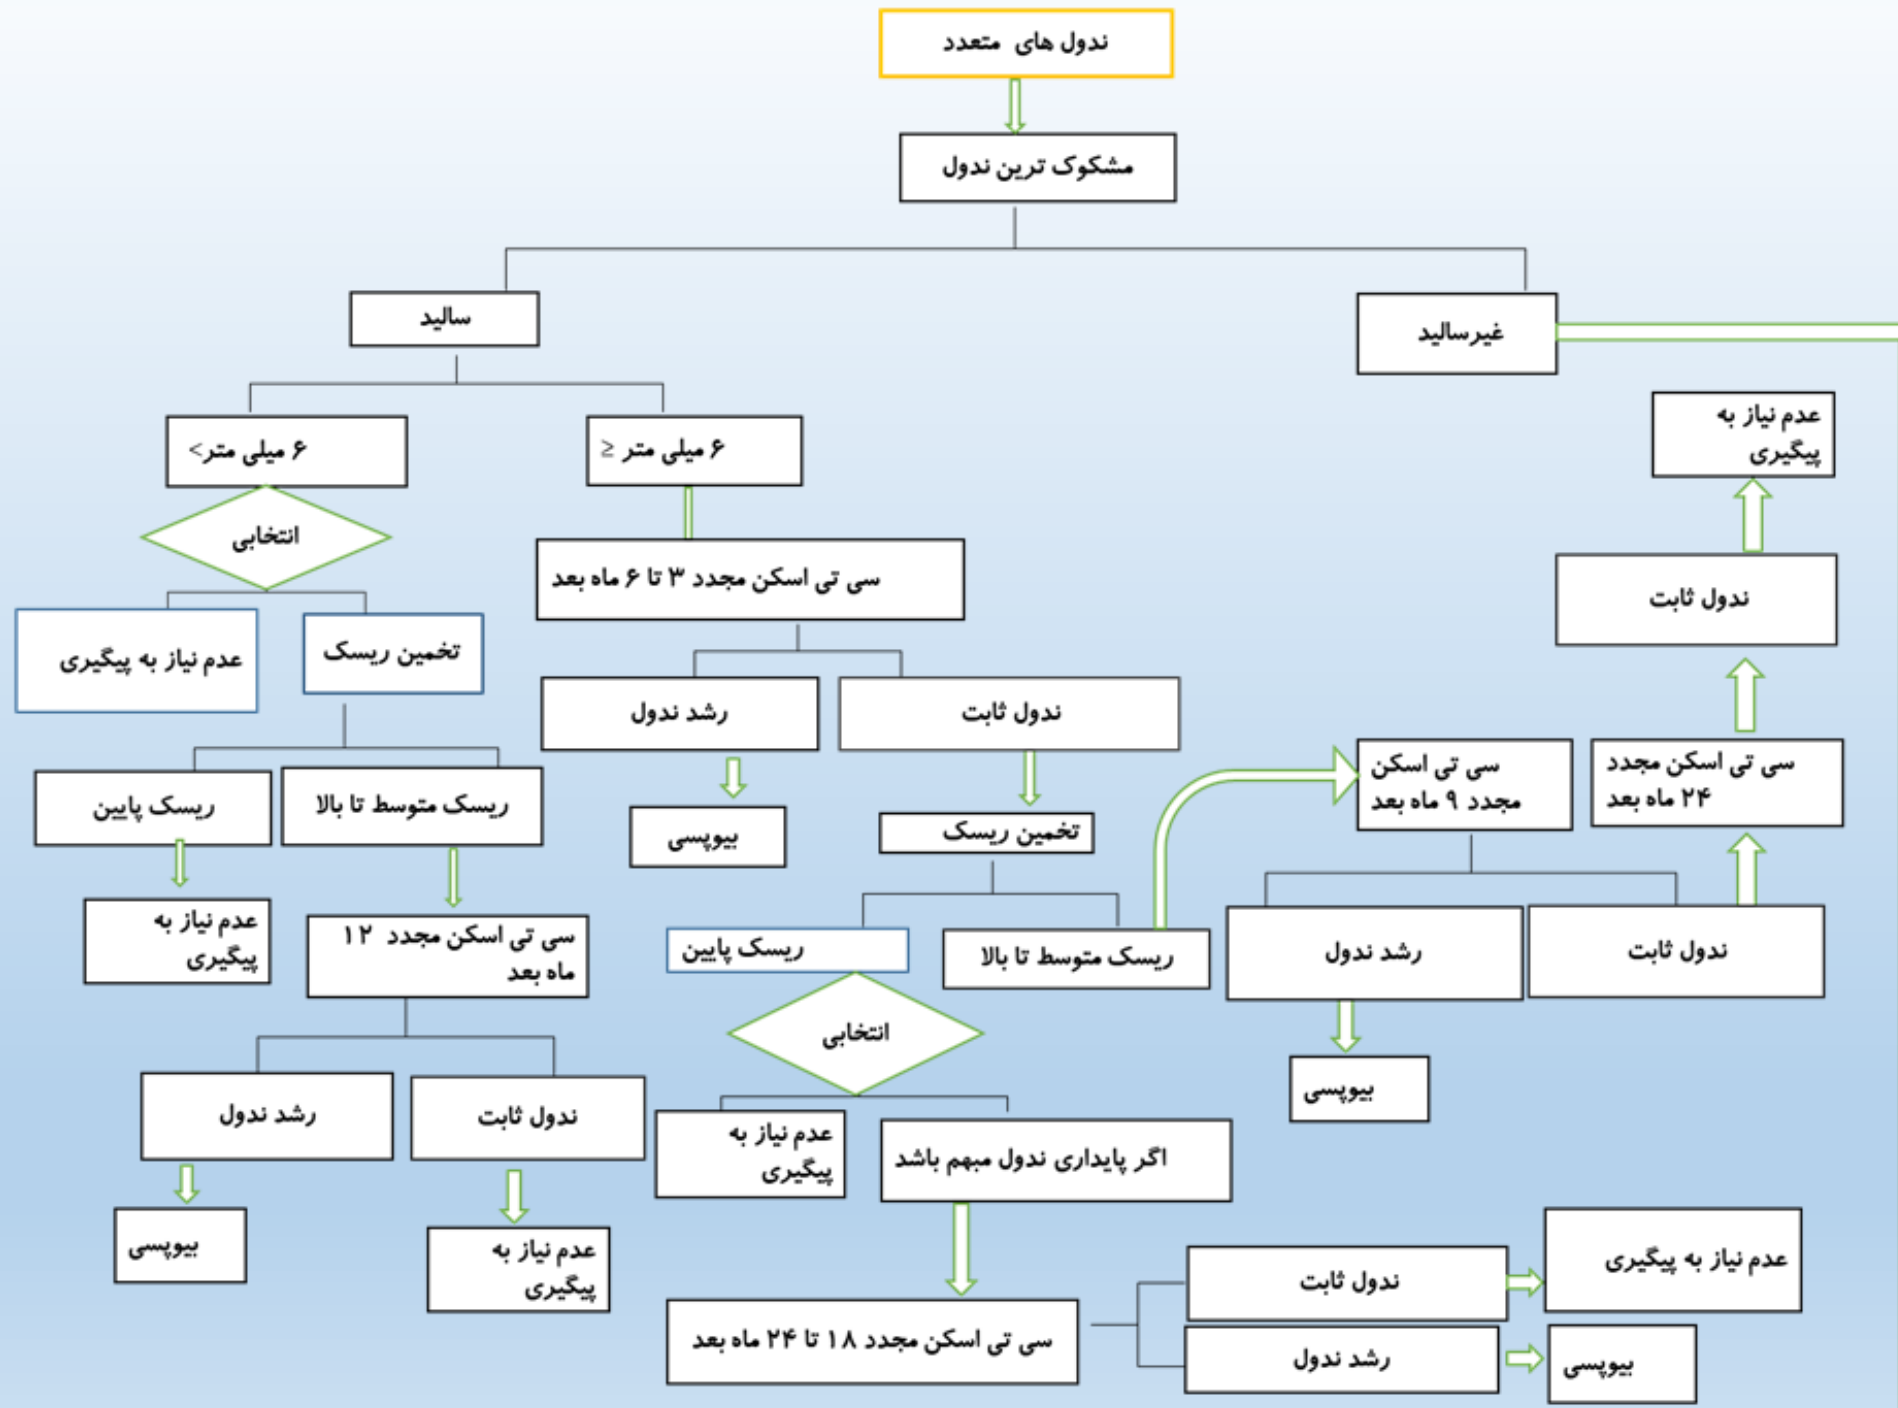 ندول های متعدد
مشکوک ترین ندول
سالید
غیرسالید
۶ میلی متر>
۶ میلی متر ≤
عدم نیاز به
پیگیری
انتخابی
سی تی اسکن مجدد ۳ تا ۶ ماه بعد
ندول ثابت
عدم نیاز به پیگیری
تخمین ریسک
رشد ندول
ندول ثابت
سی تی اسکن
مجدد ۹ ماه بعد
سی تی اسکن مجدد
۲۴ ماه بعد
ریسک پایین
ریسک متوسط تا بالا
بیوپسی
تخمین ریسک
عدم نیاز به
پیگیری
سی تی اسکن مجدد ۱۲
ماه بعد
ریسک پایین
ریسک متوسط تا بالا
رشد ندول
ندول ثابت
انتخابی
بیوپسی
رشد ندول
ندول ثابت
عدم نیاز به
پیگیری
اگر پایداری ندول مبهم باشد
بیوپسی
عدم نیاز به
پیگیری
سی تی اسکن مجدد ۱۸ تا ۲۴ ماه بعد
ندول ثابت
عدم نیاز به پیگیری
رشد ندول
بیوپسی